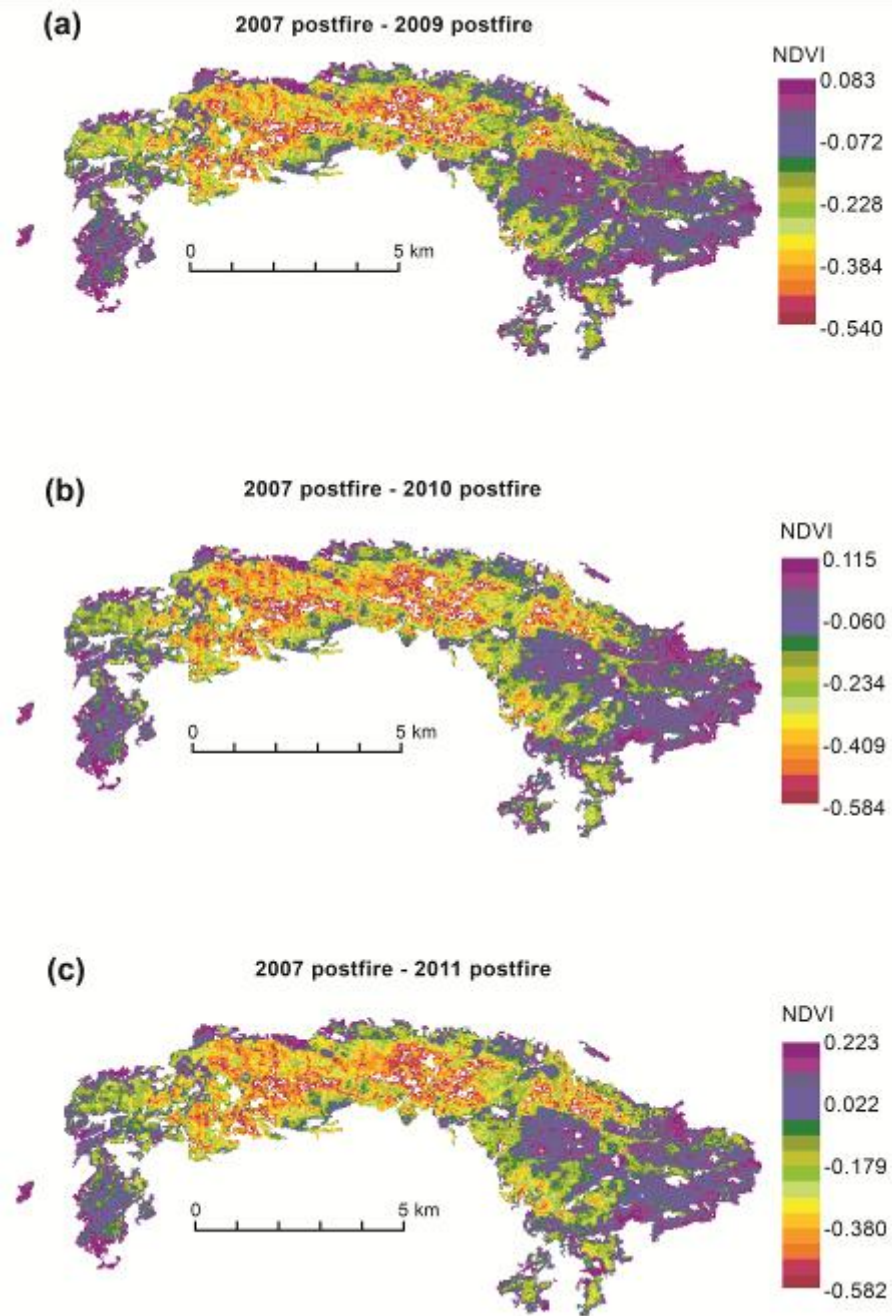 (a)
2007 postfire - 2009 postfire
NDVI
0.083
-0.072
-0.228
-0.384
-0.540
0 5 km
(b)
2007 postfire - 2010 postfire
NDVI
0.115
-0.060
-0.234
-0.409
-0.584
0 5 km
(c)
2007 postfire - 2011 postfire
NDVI
0.223
0.022
-0.179
-0.380
-0.582
0 5 km